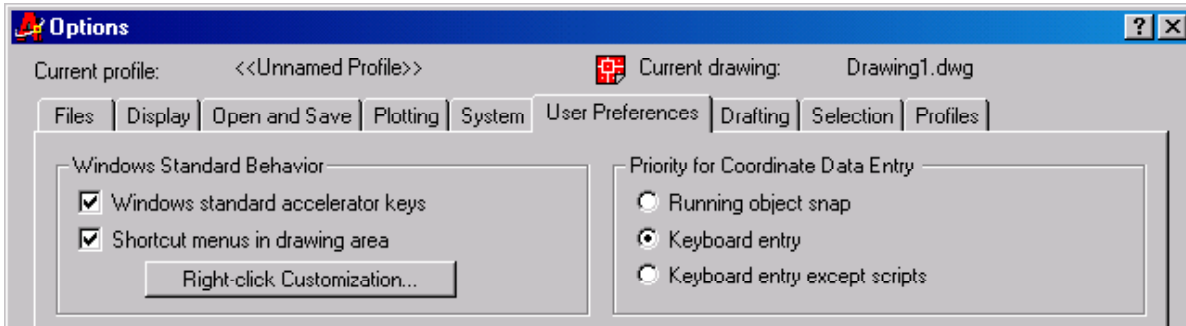 Options
Current profile: <<Unnamed Profile>> Current drawing: Drawing1.dwg
Files Display Open and Save Plotting System User Preferences Drafting Selection Profiles
Windows Standard Behavior
Windows standard accelerator keys
Shortcut menus in drawing area
Right-click Customization...
Priority for Coordinate Data Entry
Running object snap
Keyboard entry
Keyboard entry except scripts